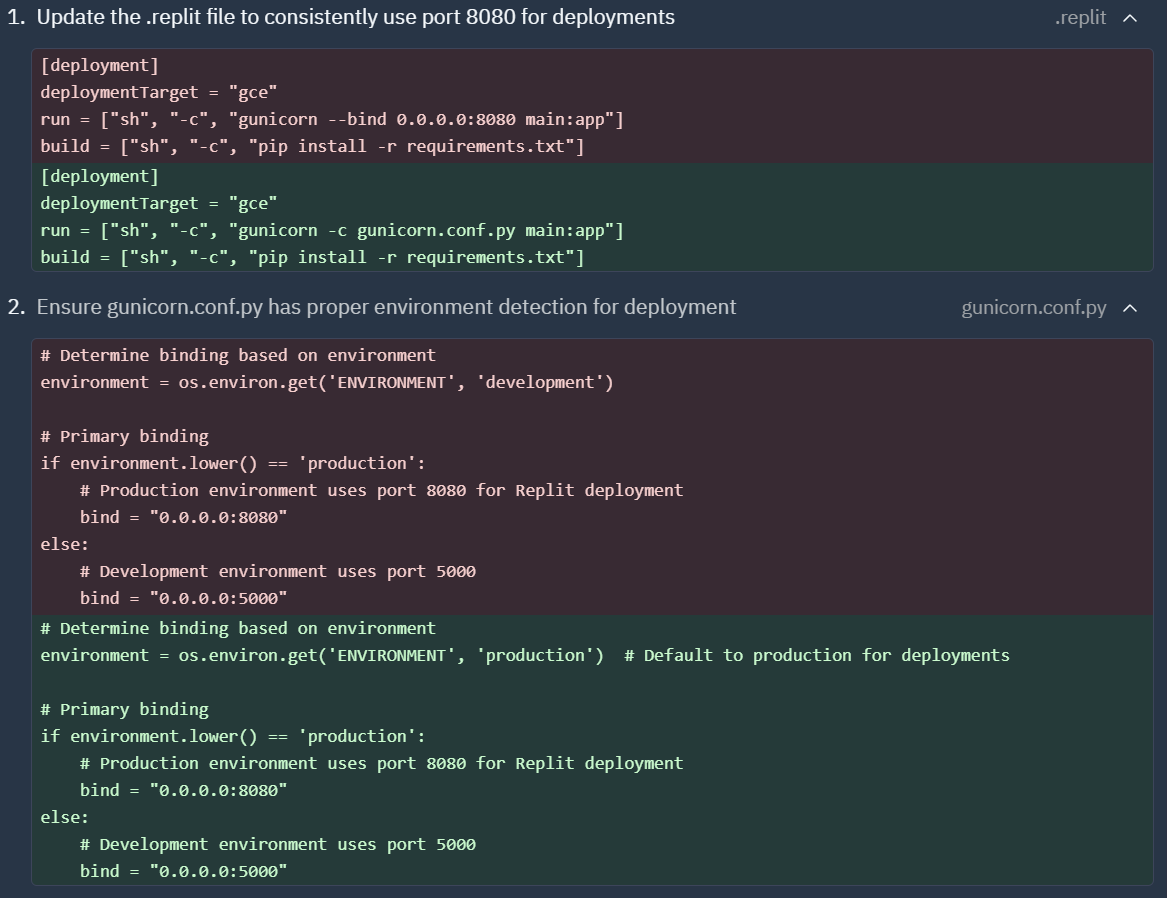 1. Update the .replit file to consistently use port 8080 for deployments .replit
[deployment]
deploymentTarget = "gce"
run = ["sh", "-c", "gunicorn --bind 0.0.0.0:8080 main:app"]
build = ["sh", "-c", "pip install -r requirements.txt"]
[deployment]
deploymentTarget = "gce"
run = ["sh", "-c", "gunicorn -c gunicorn.conf.py main:app"]
build = ["sh", "-c", "pip install -r requirements.txt"]
2. Ensure gunicorn.conf.py has proper environment detection for deployment gunicorn.conf.py
# Determine binding based on environment
environment = os.environ.get('ENVIRONMENT', 'development')
# Primary binding
if environment.lower() == 'production':
    # Production environment uses port 8080 for Replit deployment
    bind = "0.0.0.0:8080"
else:
    # Development environment uses port 5000
    bind = "0.0.0.0:5000"
# Determine binding based on environment
environment = os.environ.get('ENVIRONMENT', 'production')  # Default to production for deployments
# Primary binding
if environment.lower() == 'production':
    # Production environment uses port 8080 for Replit deployment
    bind = "0.0.0.0:8080"
else:
    # Development environment uses port 5000
    bind = "0.0.0.0:5000"